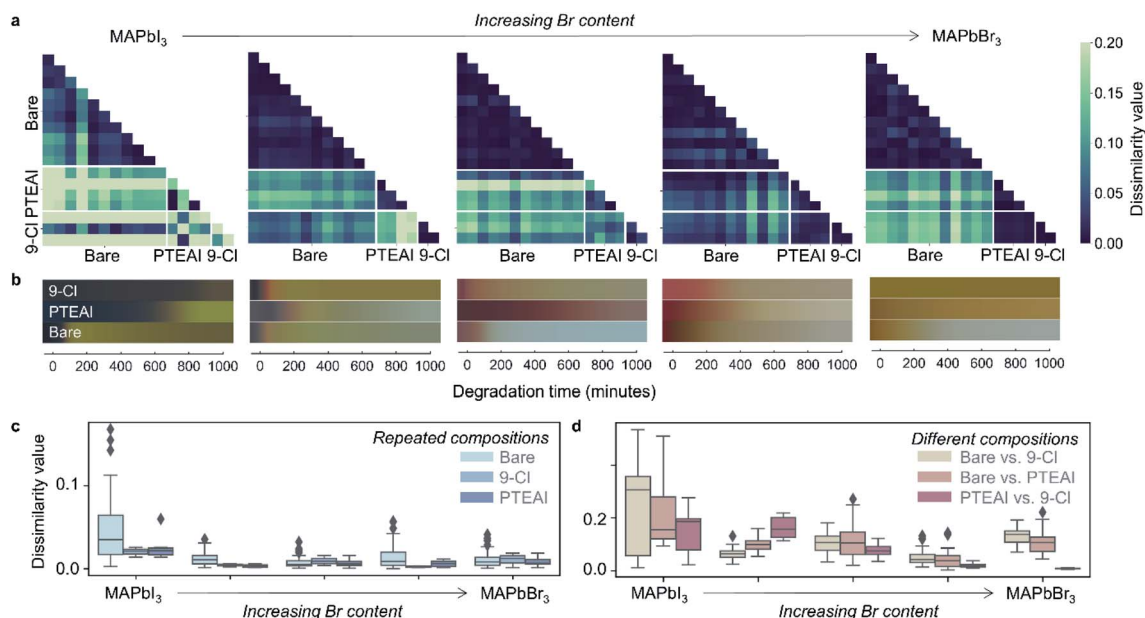 a
Increasing Br content
MAPbI₃
MAPbBr₃
Bare
PTEAI
9-Cl
Bare PTEAI 9-Cl
Bare PTEAI 9-Cl
Bare PTEAI 9-Cl
Bare PTEAI 9-Cl
Bare PTEAI 9-Cl
0.20
0.15
0.10
0.05
0.00
Dissimilarity value
b
9-Cl
PTEAI
Bare
0 200 400 600 800 1000
0 200 400 600 800 1000
0 200 400 600 800 1000
0 200 400 600 800 1000
0 200 400 600 800 1000
Degradation time (minutes)
c
Repeated compositions
Bare
9-Cl
PTEAI
Dissimilarity value
0.1
0.0
MAPbI₃
MAPbBr₃
Increasing Br content
d
Different compositions
Bare vs. 9-Cl
Bare vs. PTEAI
PTEAI vs. 9-Cl
0.2
0.0
MAPbI₃
MAPbBr₃
Increasing Br content